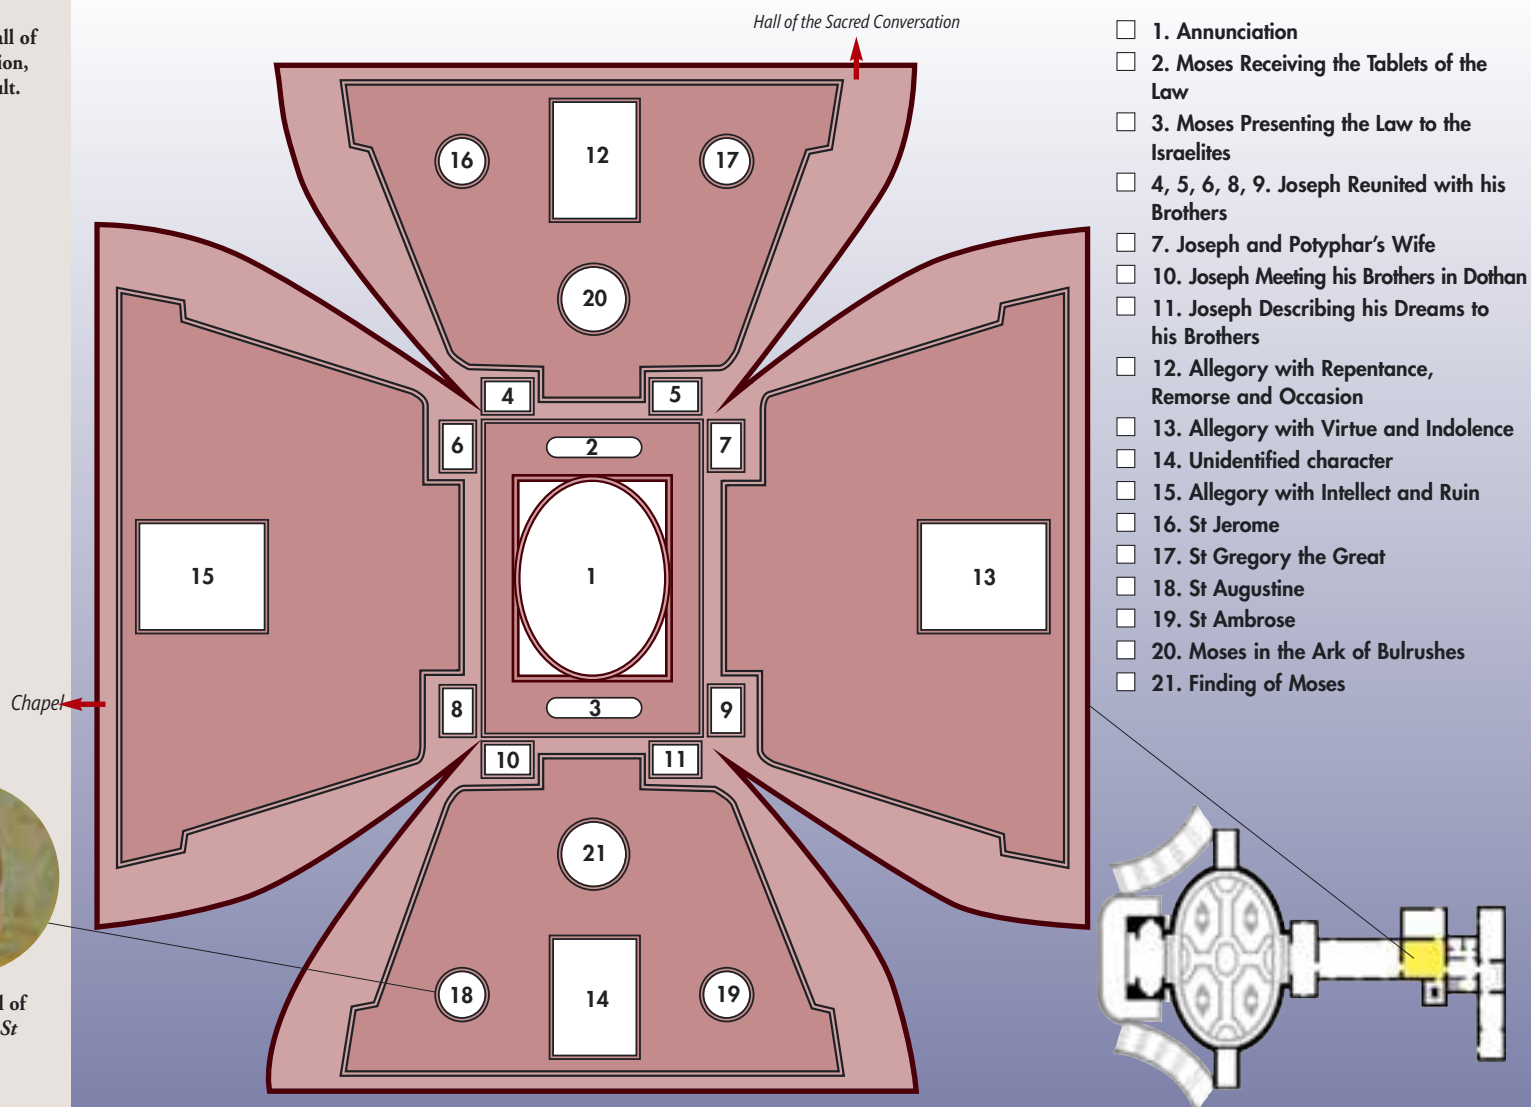 all of
ion,
ult.
Hall of the Sacred Conversation
16
12
17
20
4
5
6
2
7
15
1
13
Chapel
8
3
9
10
11
21
18
14
19
l of
St
1. Annunciation
2. Moses Receiving the Tablets of the
Law
3. Moses Presenting the Law to the
Israelites
4, 5, 6, 8, 9. Joseph Reunited with his
Brothers
7. Joseph and Potyphar’s Wife
10. Joseph Meeting his Brothers in Dothan
11. Joseph Describing his Dreams to
his Brothers
12. Allegory with Repentance,
Remorse and Occasion
13. Allegory with Virtue and Indolence
14. Unidentified character
15. Allegory with Intellect and Ruin
16. St Jerome
17. St Gregory the Great
18. St Augustine
19. St Ambrose
20. Moses in the Ark of Bulrushes
21. Finding of Moses